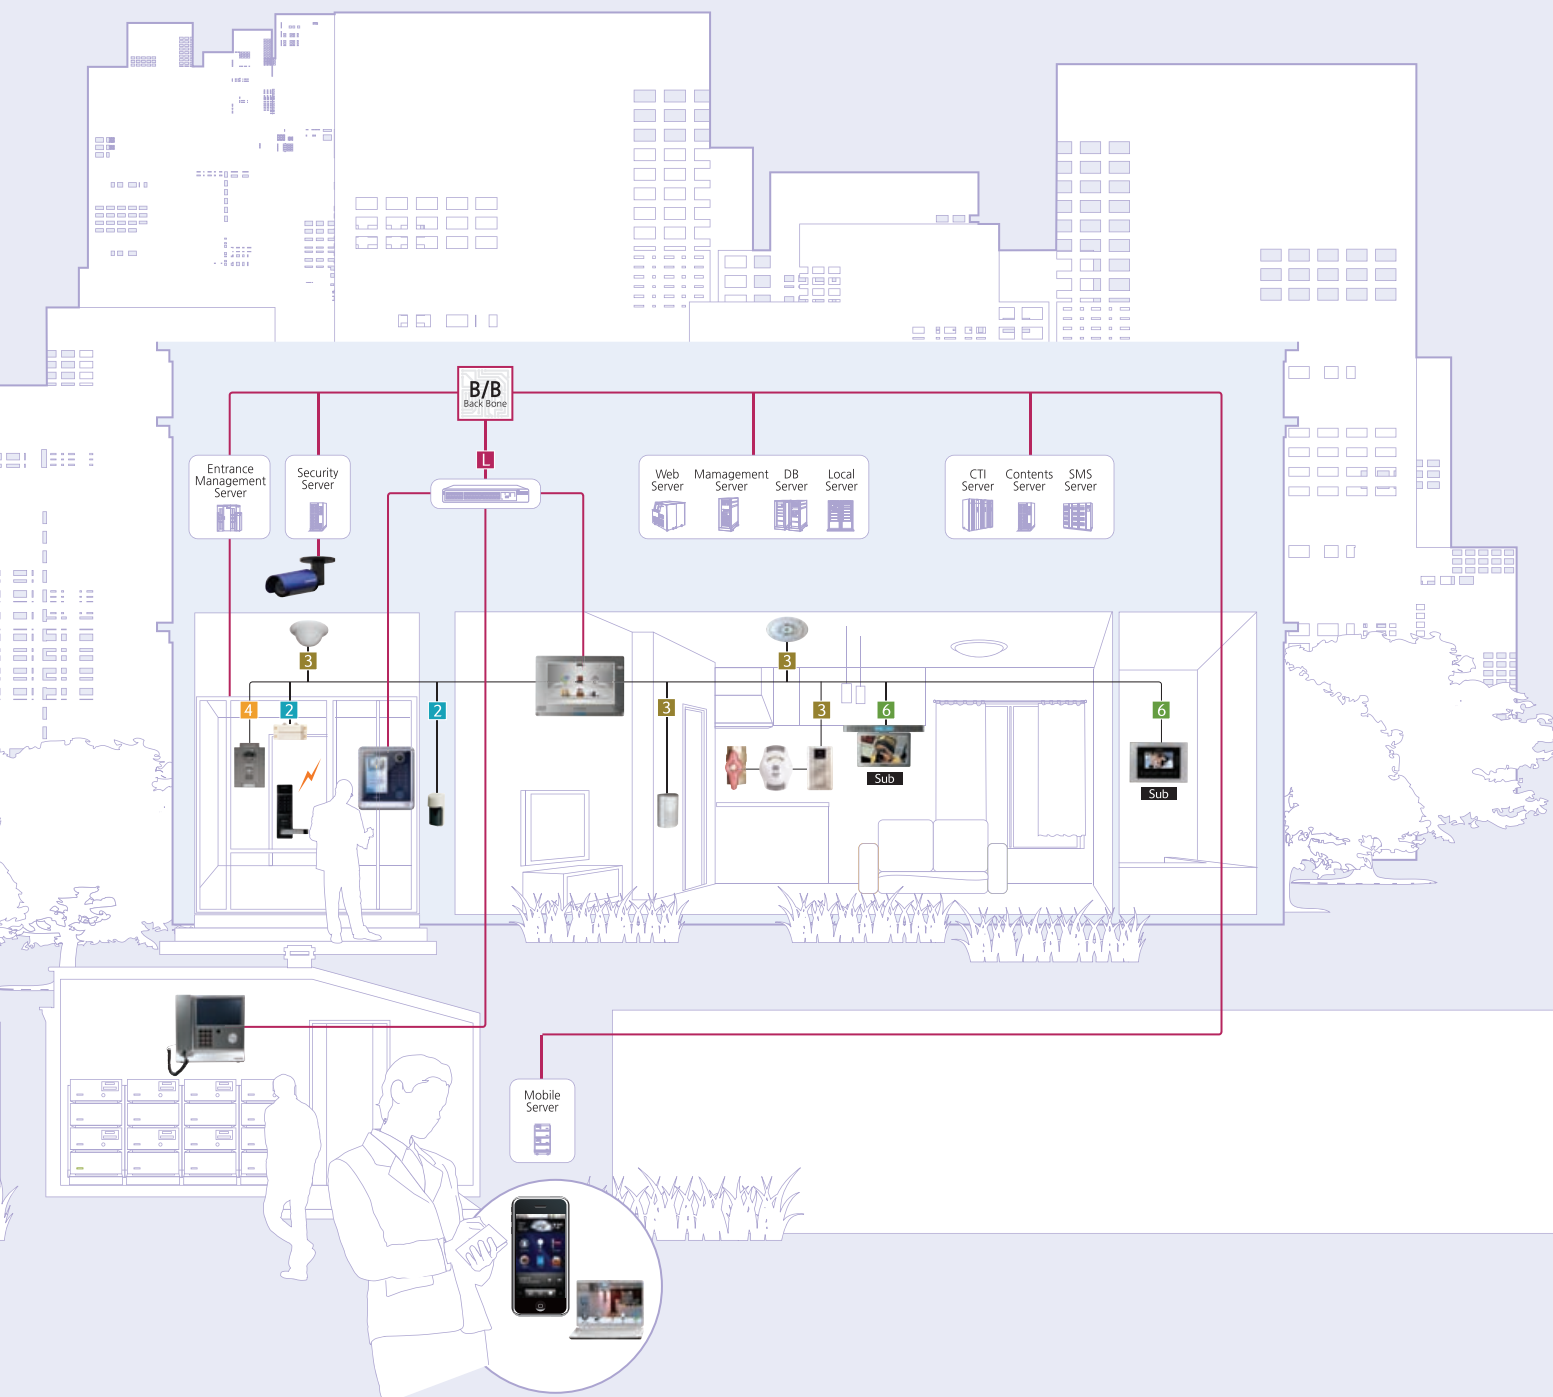 B/B
Back Bone
L
Entrance
Management
Server
Security
Server
Web
Server
Mamagement
Server
DB
Server
Local
Server
CTI
Server
Contents
Server
SMS
Server
3
3
4
2
2
3
3
6
6
Sub
Sub
Mobile
Server